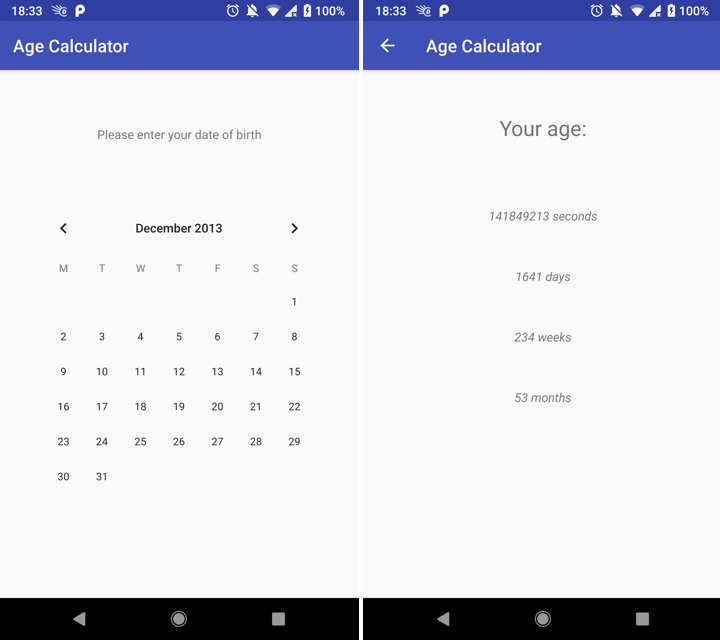 18:33 100%
Age Calculator
Please enter your date of birth
December 2013
M T W T F S S
1
2 3 4 5 6 7 8
9 10 11 12 13 14 15
16 17 18 19 20 21 22
23 24 25 26 27 28 29
30 31
18:33 100%
Age Calculator
Your age:
141849213 seconds
1641 days
234 weeks
53 months